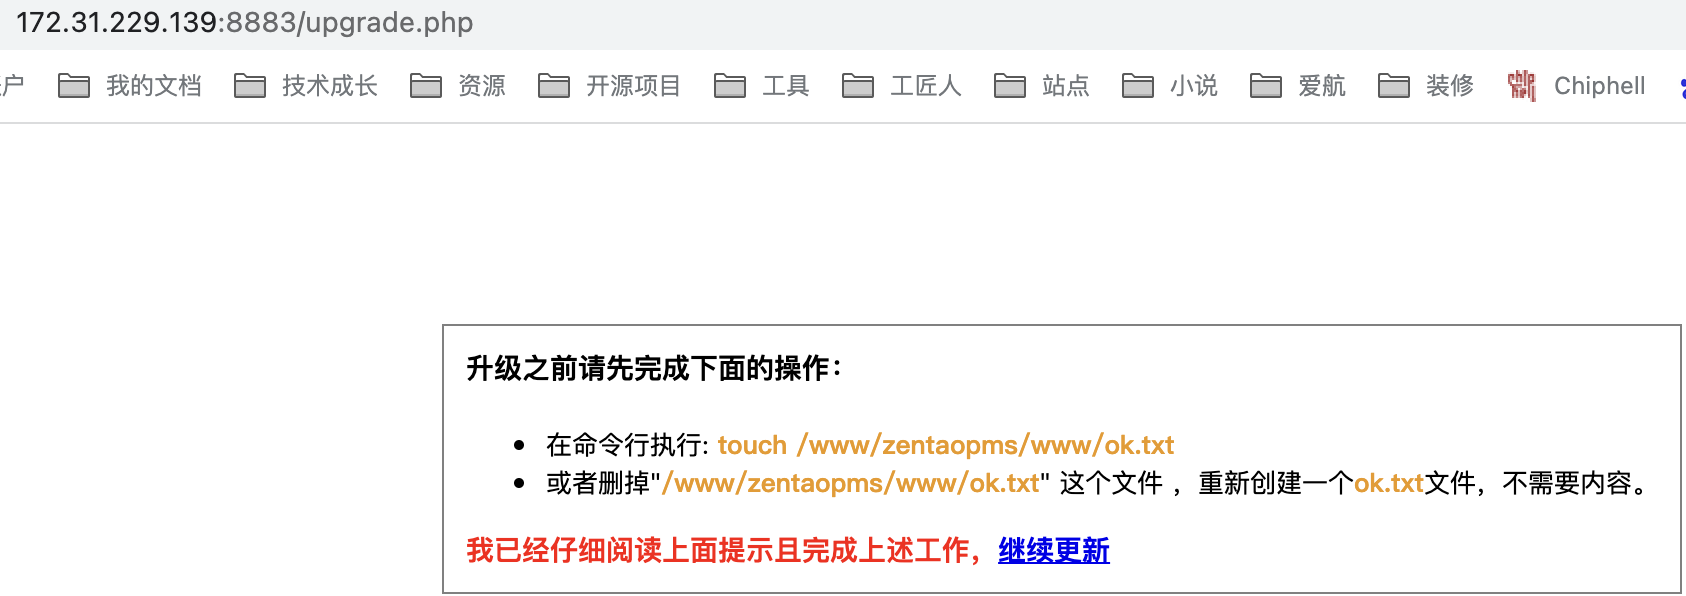 172.31.229.139:8883/upgrade.php
户 我的文档 技术成长 资源 开源项目 工具 工匠人 站点 小说 爱航 装修 Chiphell
升级之前请先完成下面的操作：
在命令行执行: touch /www/zentaopms/www/ok.txt
或者删掉"/www/zentaopms/www/ok.txt" 这个文件 ，重新创建一个ok.txt文件，不需要内容。
我已经仔细阅读上面提示且完成上述工作，继续更新